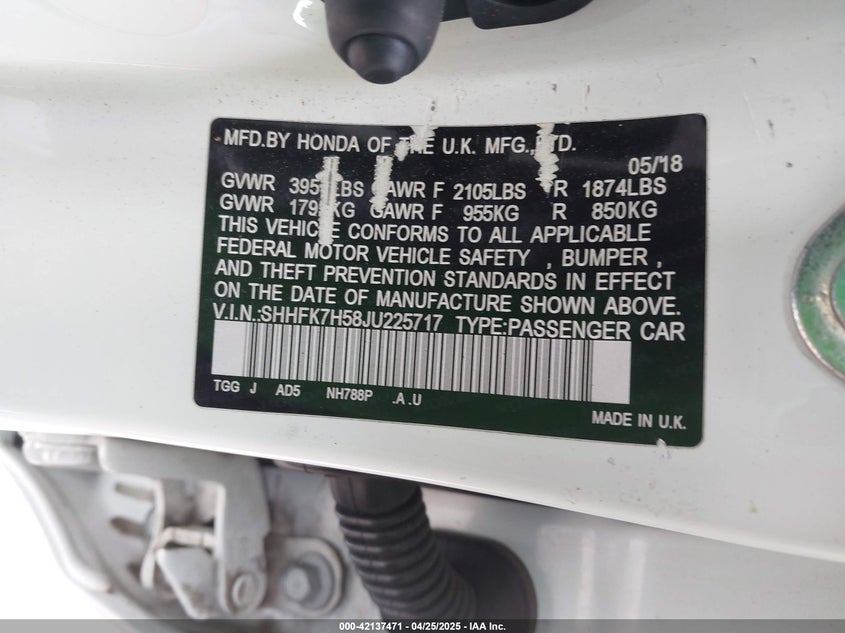 MFD.BY HONDA OF THE U.K. MFG.,LTD.
05/18
GVWR LBS GAWR F 2105LBS R 1874LBS
GVWR KG GAWR F 955KG R 850KG
THIS VEHICLE CONFORMS TO ALL APPLICABLE
FEDERAL MOTOR VEHICLE SAFETY , BUMPER ,
AND THEFT PREVENTION STANDARDS IN EFFECT
ON THE DATE OF MANUFACTURE SHOWN ABOVE.
V.I.N.:SHHFK7H58JU225717 TYPE:PASSENGER CAR
TGG J AD5 NH788P .A .U
MADE IN U.K.
000-42137471 — 04/25/2025 — IAA Inc.